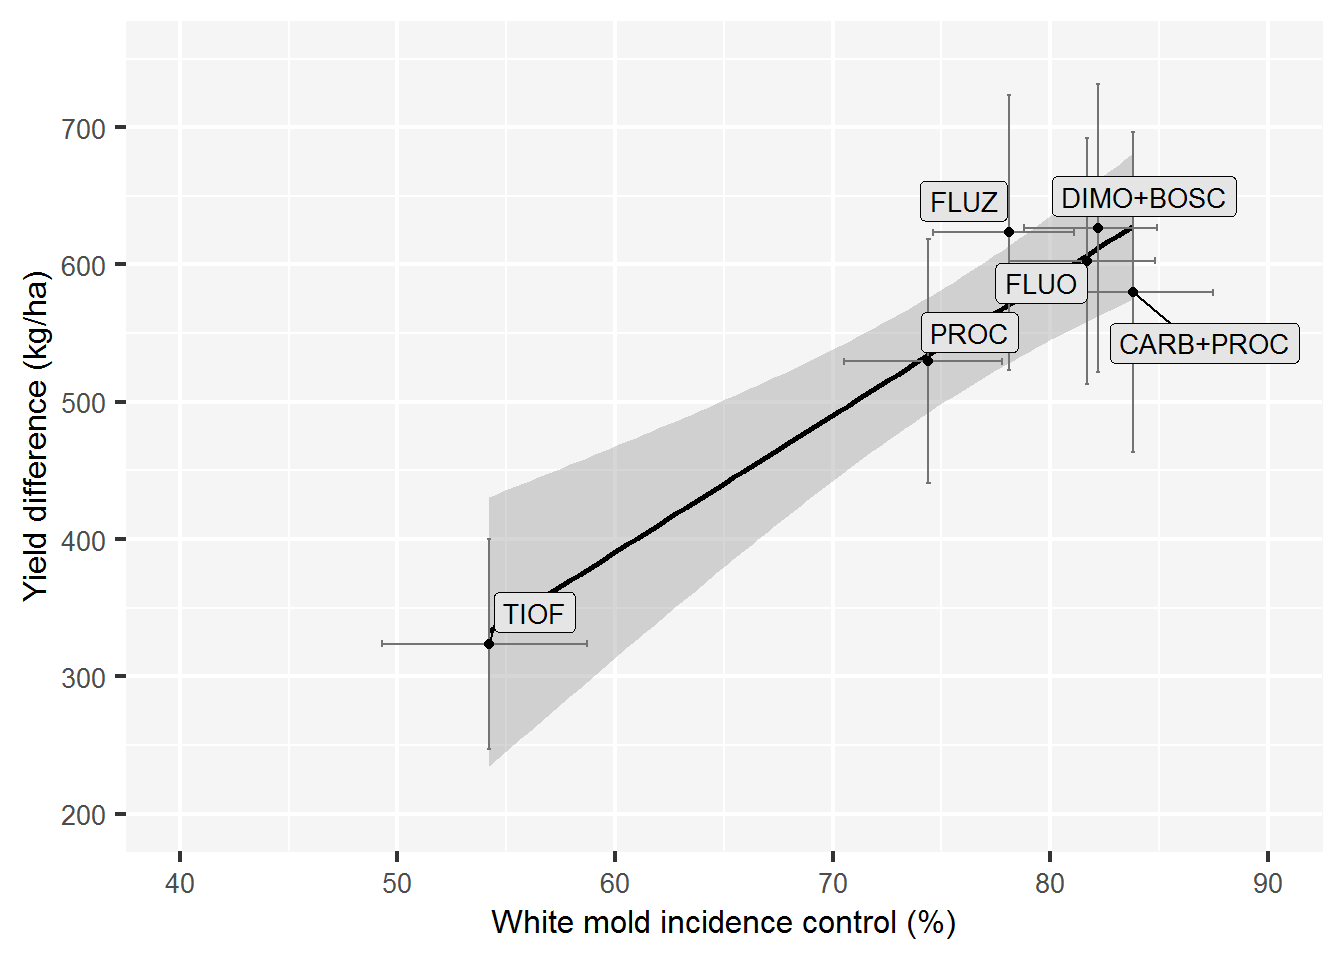 Yield difference (kg/ha)
700
600
500
400
300
200
FLUZ
DIMO+BOSC
FLUO
PROC
CARB+PROC
TIOF
40 50 60 70 80 90
White mold incidence control (%)